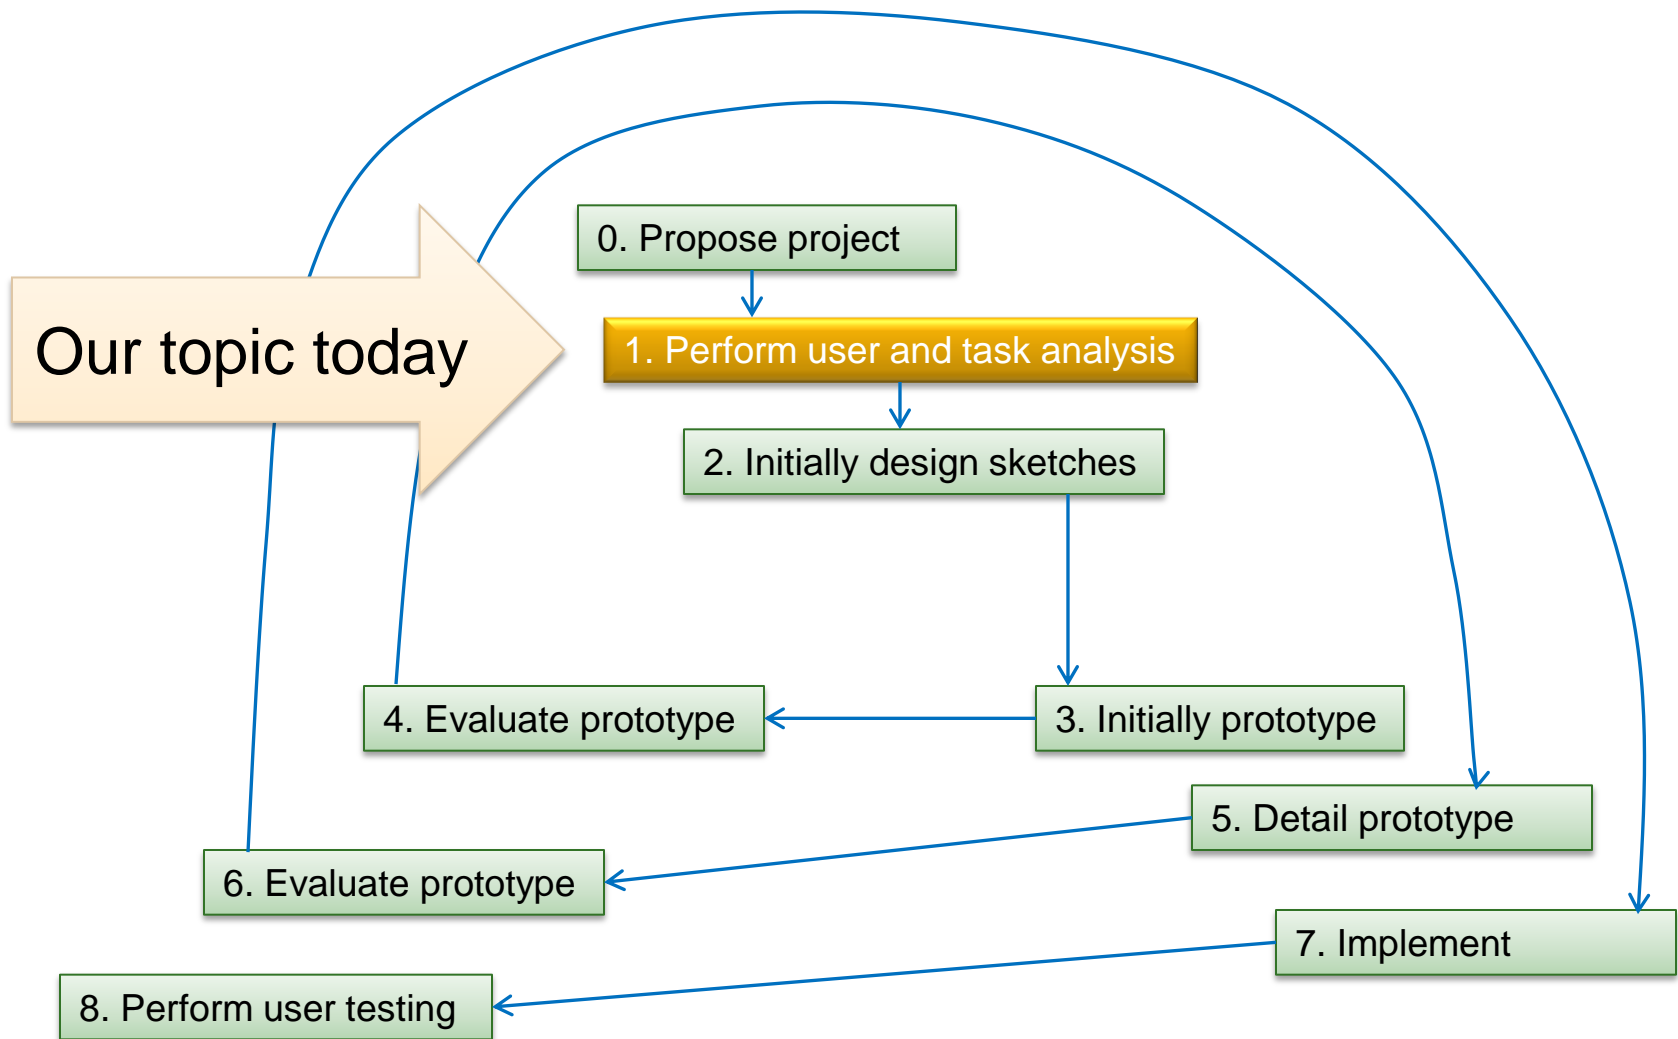 0. Propose project
Our topic today
1. Perform user and task analysis
2. Initially design sketches
3. Initially prototype
4. Evaluate prototype
5. Detail prototype
6. Evaluate prototype
7. Implement
8. Perform user testing